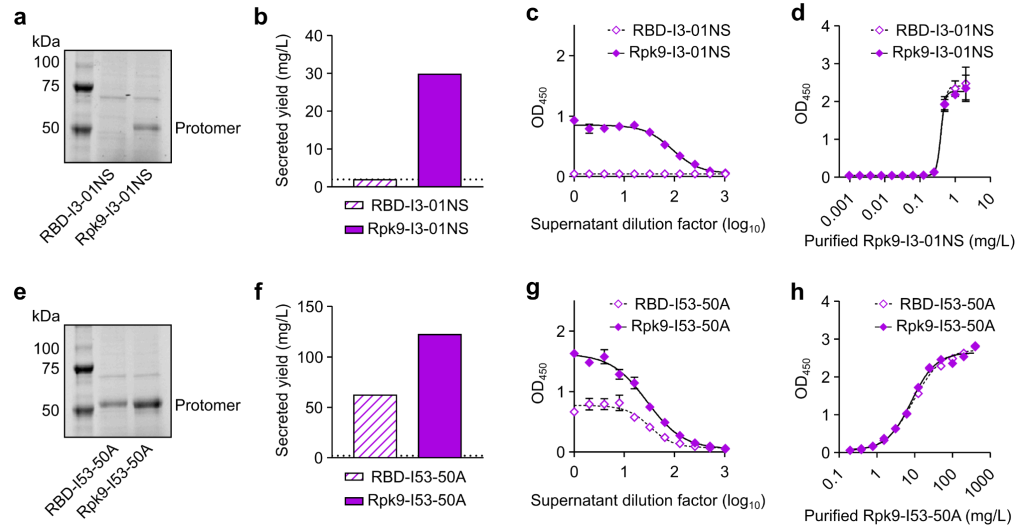 a
kDa
100
75
50
Protomer
RBD-I3-01NS
Rpk9-I3-01NS
b
Secreted yield (mg/L)
40
30
20
10
0
RBD-I3-01NS
Rpk9-I3-01NS
c
RBD-I3-01NS
Rpk9-I3-01NS
OD450
2
1
0
0 1 2 3
Supernatant dilution factor (log10)
d
RBD-I3-01NS
Rpk9-I3-01NS
OD450
4
3
2
1
0
0.001 0.01 0.1 1 10
Purified Rpk9-I3-01NS (mg/L)
e
kDa
100
75
50
Protomer
RBD-I53-50A
Rpk9-I53-50A
f
Secreted yield (mg/L)
150
100
50
0
RBD-I53-50A
Rpk9-I53-50A
g
RBD-I53-50A
Rpk9-I53-50A
OD450
2
1
0
0 1 2 3
Supernatant dilution factor (log10)
h
RBD-I53-50A
Rpk9-I53-50A
OD450
4
3
2
1
0
0.1 1 10 100 1000
Purified Rpk9-I53-50A (mg/L)